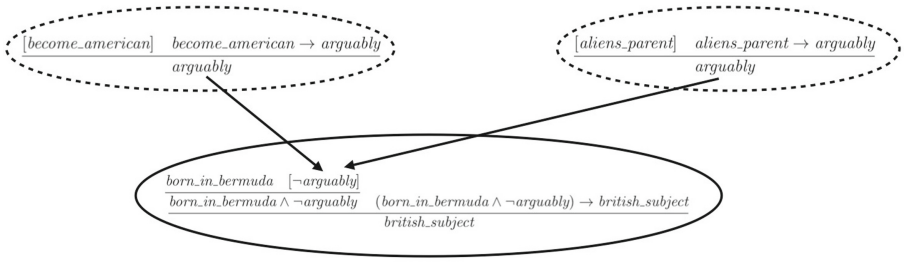 [become_american] become_american → arguably
arguably
[aliens_parent] aliens_parent → arguably
arguably
born_in_bermuda [¬arguably]
born_in_bermuda ∧ ¬arguably (born_in_bermuda ∧ ¬arguably) → british_subject
british_subject